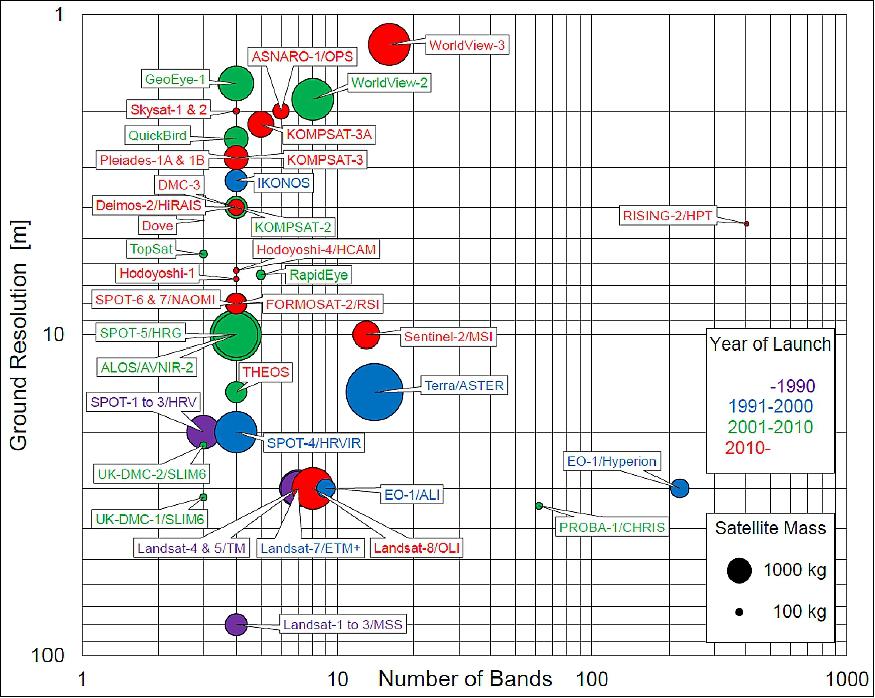 1
WorldView-3
ASNARO-1/OPS
GeoEye-1
WorldView-2
Skysat-1 & 2
QuickBird
KOMPSAT-3A
Pleiades-1A & 1B
KOMPSAT-3
DMC-3
IKONOS
Deimos-2/HiRAIS
Dove
KOMPSAT-2
RISING-2/HPT
TopSat
Hodoyoshi-4/HCAM
Hodoyoshi-1
RapidEye
SPOT-6 & 7/NAOMI
FORMOSAT-2/RSI
Ground Resolution [m]
10
SPOT-5/HRG
Sentinel-2/MSI
ALOS/AVNIR-2
THEOS
Terra/ASTER
SPOT-1 to 3/HRV
SPOT-4/HRVIR
UK-DMC-2/SLIM6
EO-1/Hyperion
EO-1/ALI
UK-DMC-1/SLIM6
PROBA-1/CHRIS
Landsat-4 & 5/TM
Landsat-7/ETM+
Landsat-8/OLI
Landsat-1 to 3/MSS
Year of Launch
-1990
1991-2000
2001-2010
2010-
Satellite Mass
1000 kg
100 kg
100
1
10
Number of Bands
100
1000